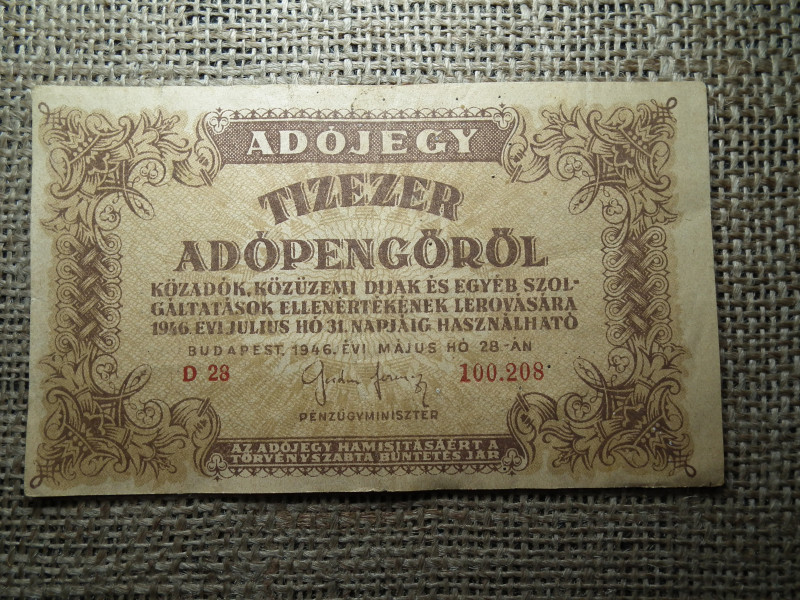 ADÓJEGY
TIZEZER
ADÓPENGŐRŐL
KÖZADÓK, KÖZÜZEMI DIJAK ÉS EGYÉB SZOL-
GÁLTATÁSOK ELLENÉRTÉKÉNEK LEROVÁSÁRA
1946. ÉVI JULIUS HÓ 31. NAPJÁIG HASZNÁLHATÓ
BUDAPEST, 1946. ÉVI MÁJUS HÓ 28-ÁN
D 28 100.208
PÉNZÜGYMINISZTER
AZ ADÓJEGY HAMISITÁSÁÉRT A
TÖRVÉNYSZABTA BÜNTETÉS JÁR